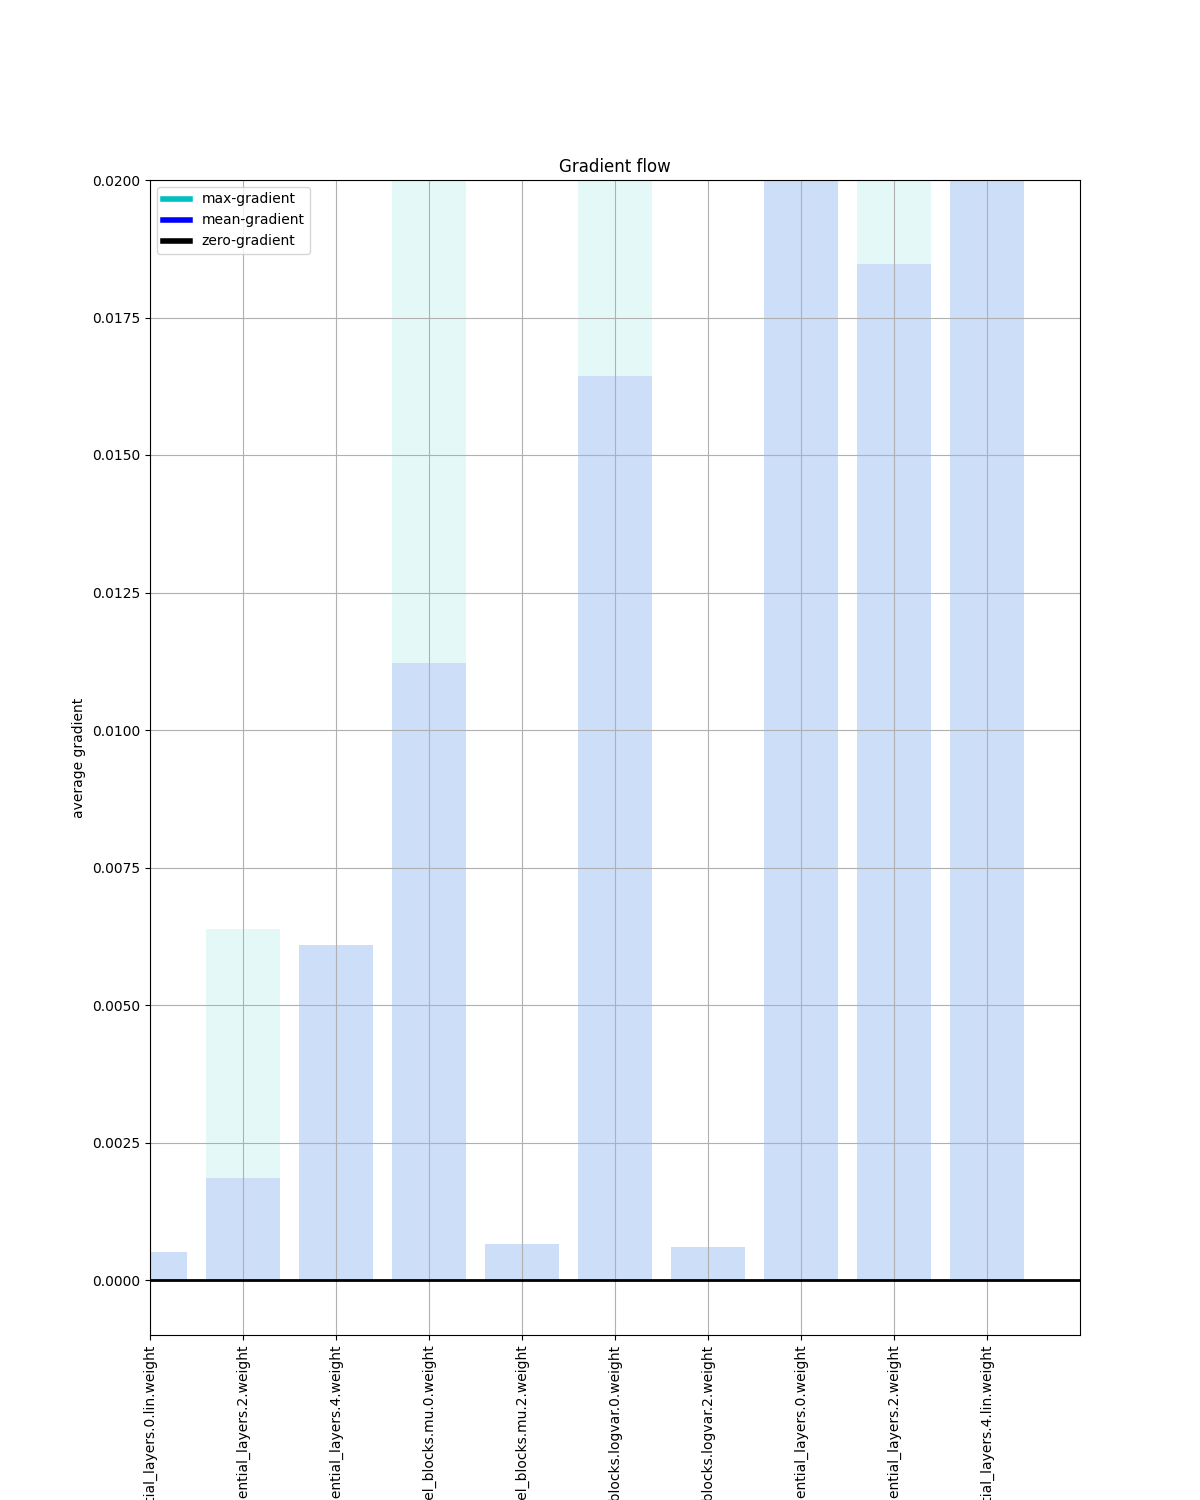 Gradient flow
max-gradient
mean-gradient
zero-gradient
0.0200
0.0175
0.0150
0.0125
0.0100
0.0075
0.0050
0.0025
0.0000
average gradient
tial_layers.0.lin.weight
ential_layers.2.weight
ential_layers.4.weight
el_blocks.mu.0.weight
el_blocks.mu.2.weight
blocks.logvar.0.weight
blocks.logvar.2.weight
ential_layers.0.weight
ential_layers.2.weight
tial_layers.4.lin.weight